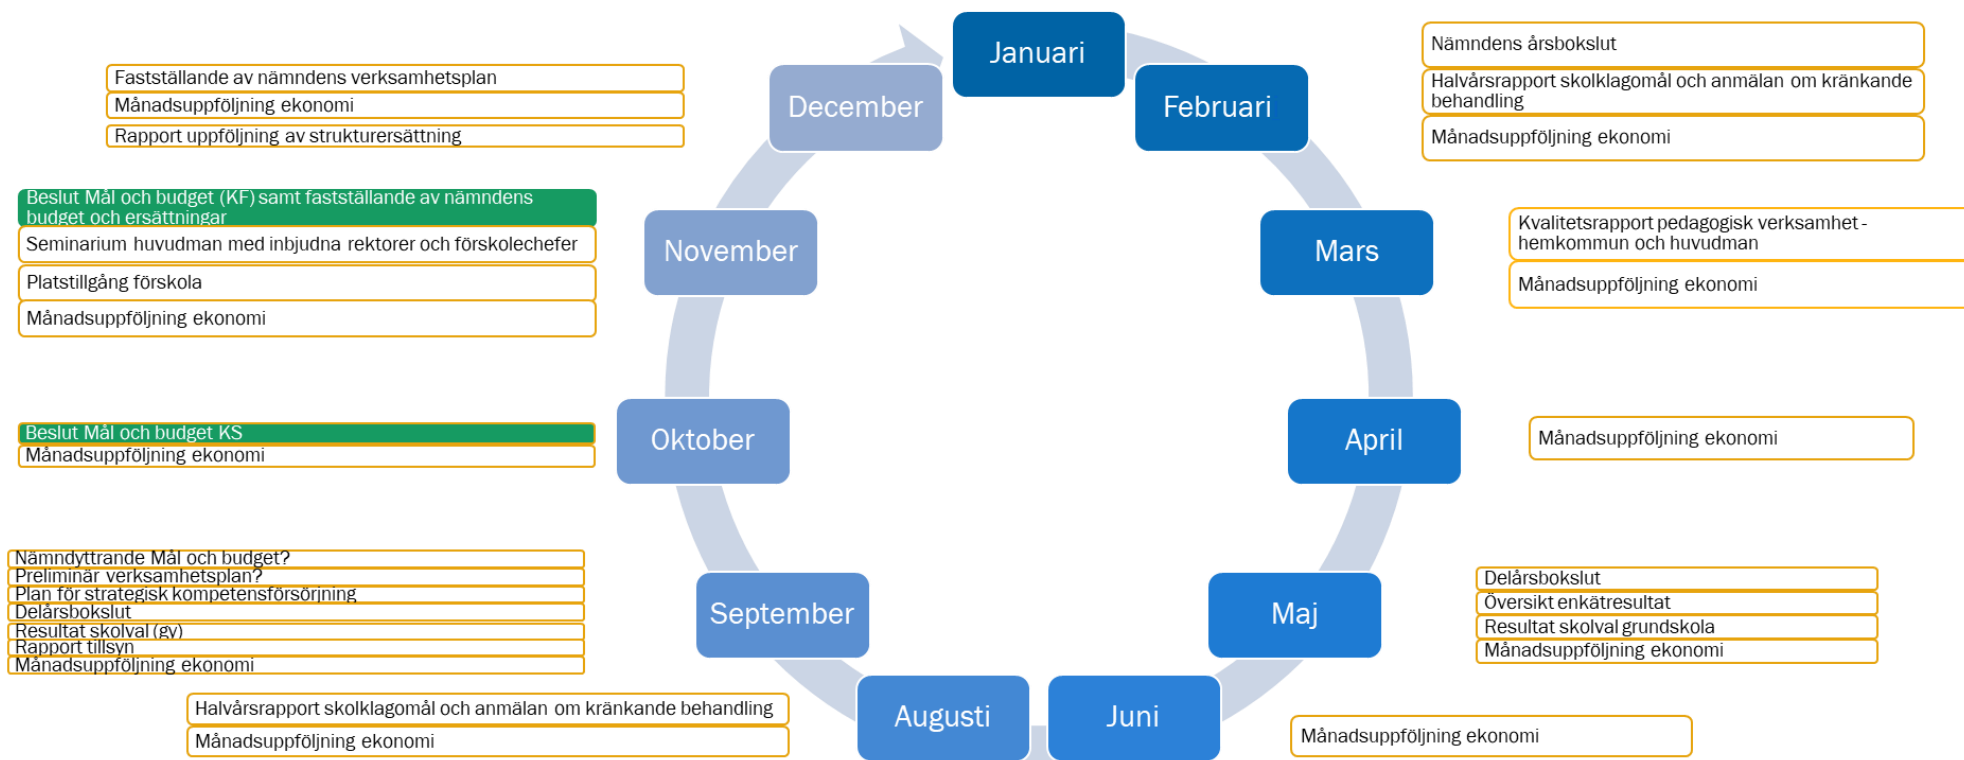 Januari
Februari
Nämndens årsbokslut
Halvårsrapport skolklagomål och anmälan om kränkande
behandling
Månadsuppföljning ekonomi
Mars
Kvalitetsrapport pedagogisk verksamhet -
hemkommun och huvudman
Månadsuppföljning ekonomi
April
Månadsuppföljning ekonomi
Maj
Delårsbokslut
Översikt enkätresultat
Resultat skolval grundskola
Månadsuppföljning ekonomi
Juni
Månadsuppföljning ekonomi
Augusti
Halvårsrapport skolklagomål och anmälan om kränkande behandling
Månadsuppföljning ekonomi
September
Nämndyttrande Mål och budget?
Preliminär verksamhetsplan?
Plan för strategisk kompetensförsörjning
Delårsbokslut
Resultat skolval (gy)
Rapport tillsyn
Månadsuppföljning ekonomi
Oktober
Beslut Mål och budget KS
Månadsuppföljning ekonomi
November
Beslut Mål och budget (KF) samt fastställande av nämndens
budget och ersättningar
Seminarium huvudman med inbjudna rektorer och förskolechefer
Platstillgång förskola
Månadsuppföljning ekonomi
December
Fastställande av nämndens verksamhetsplan
Månadsuppföljning ekonomi
Rapport uppföljning av strukturersättning